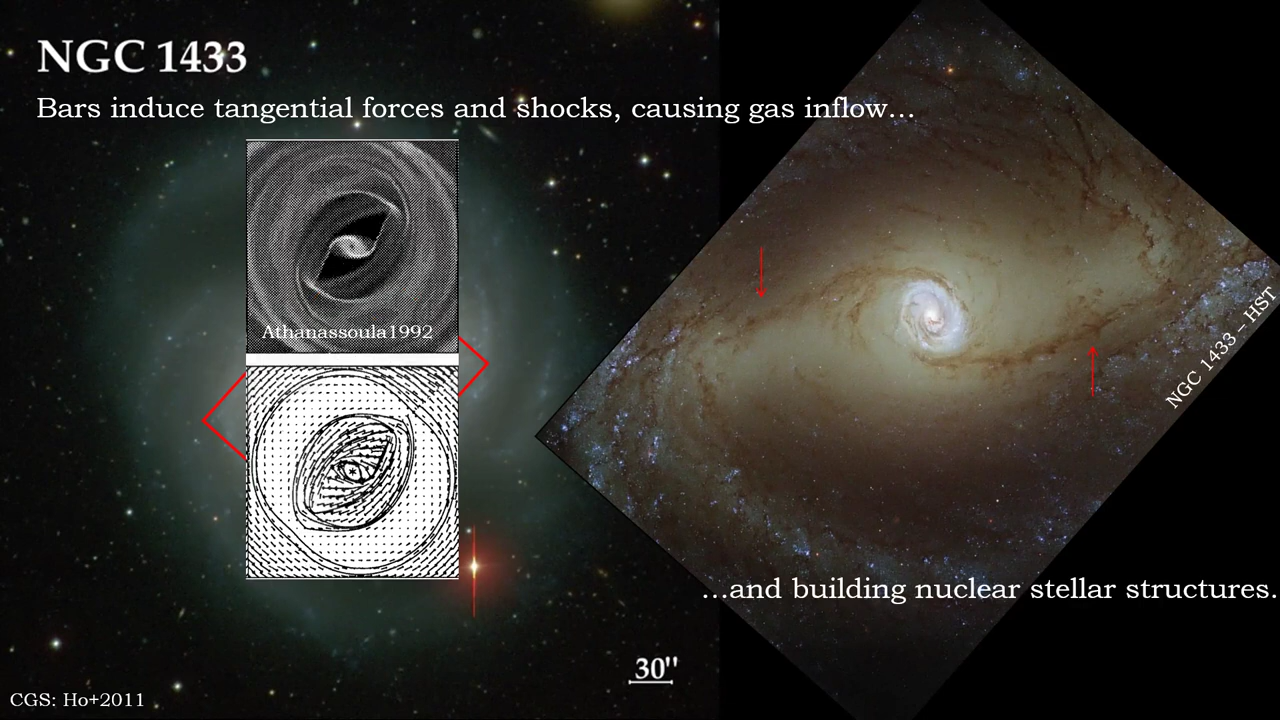 NGC 1433
Bars induce tangential forces and shocks, causing gas inflow...
Athanassoula1992
NGC 1433 – HST
...and building nuclear stellar structures.
30"
CGS: Ho+2011